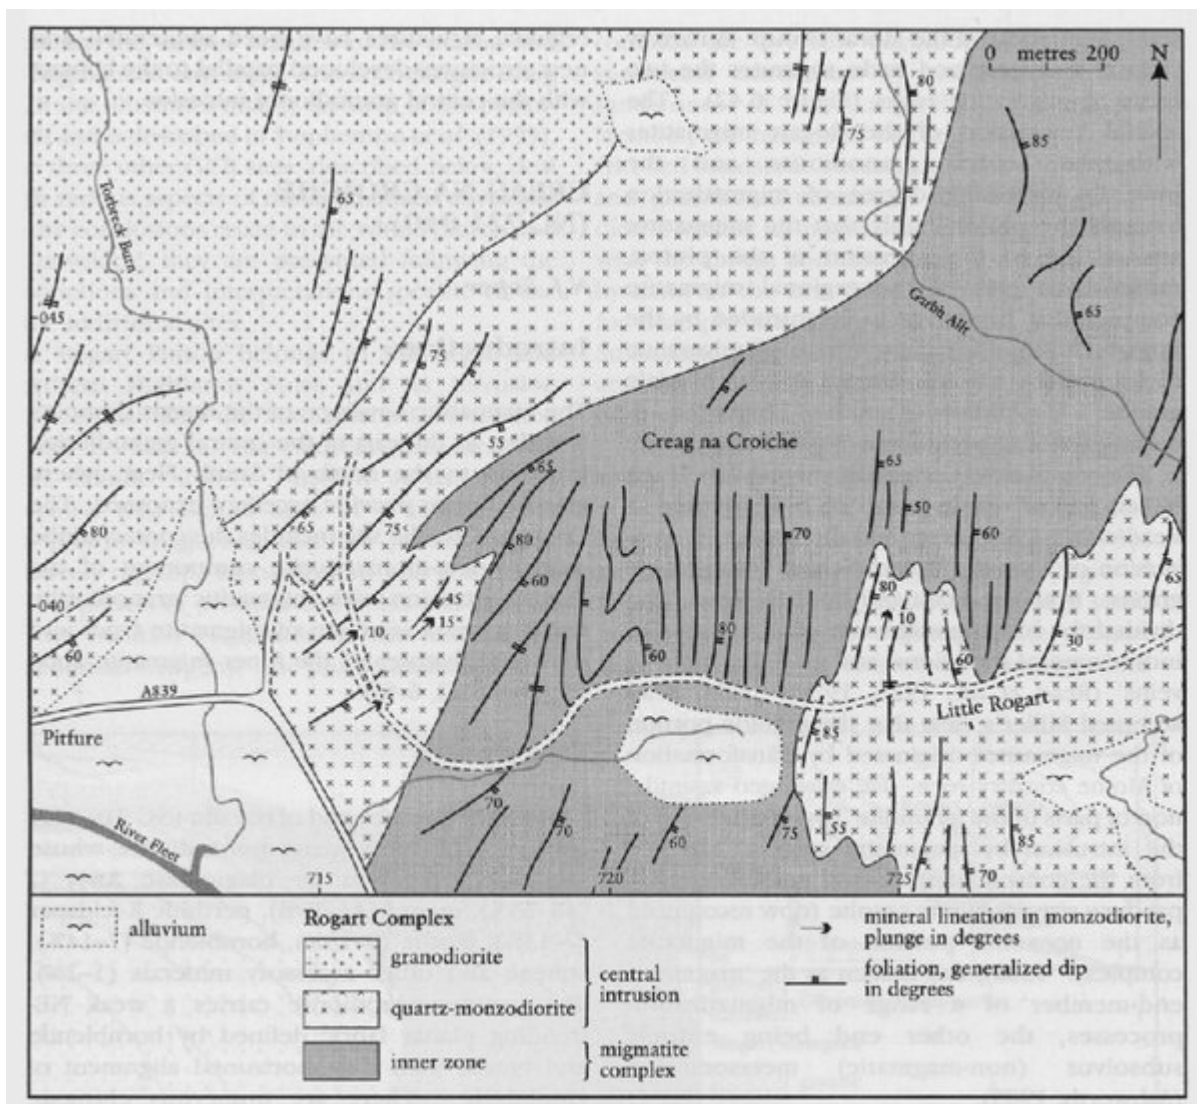 0 metres 200 N
80
75
85
65
Torbreck Burn
Garbh Allt
045
65
75
55
Creag na Croiche
65
65
80
65
75
50
80
70
60
60
80
65
040
45
15
10
10
60
80
60
60
30
A839
Little Rogart
Pitfure
85
70
River Fleet
70
60
75
55
85
70
715
720
725
alluvium
Rogart Complex
granodiorite
quartz-monzodiorite
central
intrusion
inner zone
migmatite
complex
mineral lineation in monzodiorite,
plunge in degrees
foliation, generalized dip
in degrees